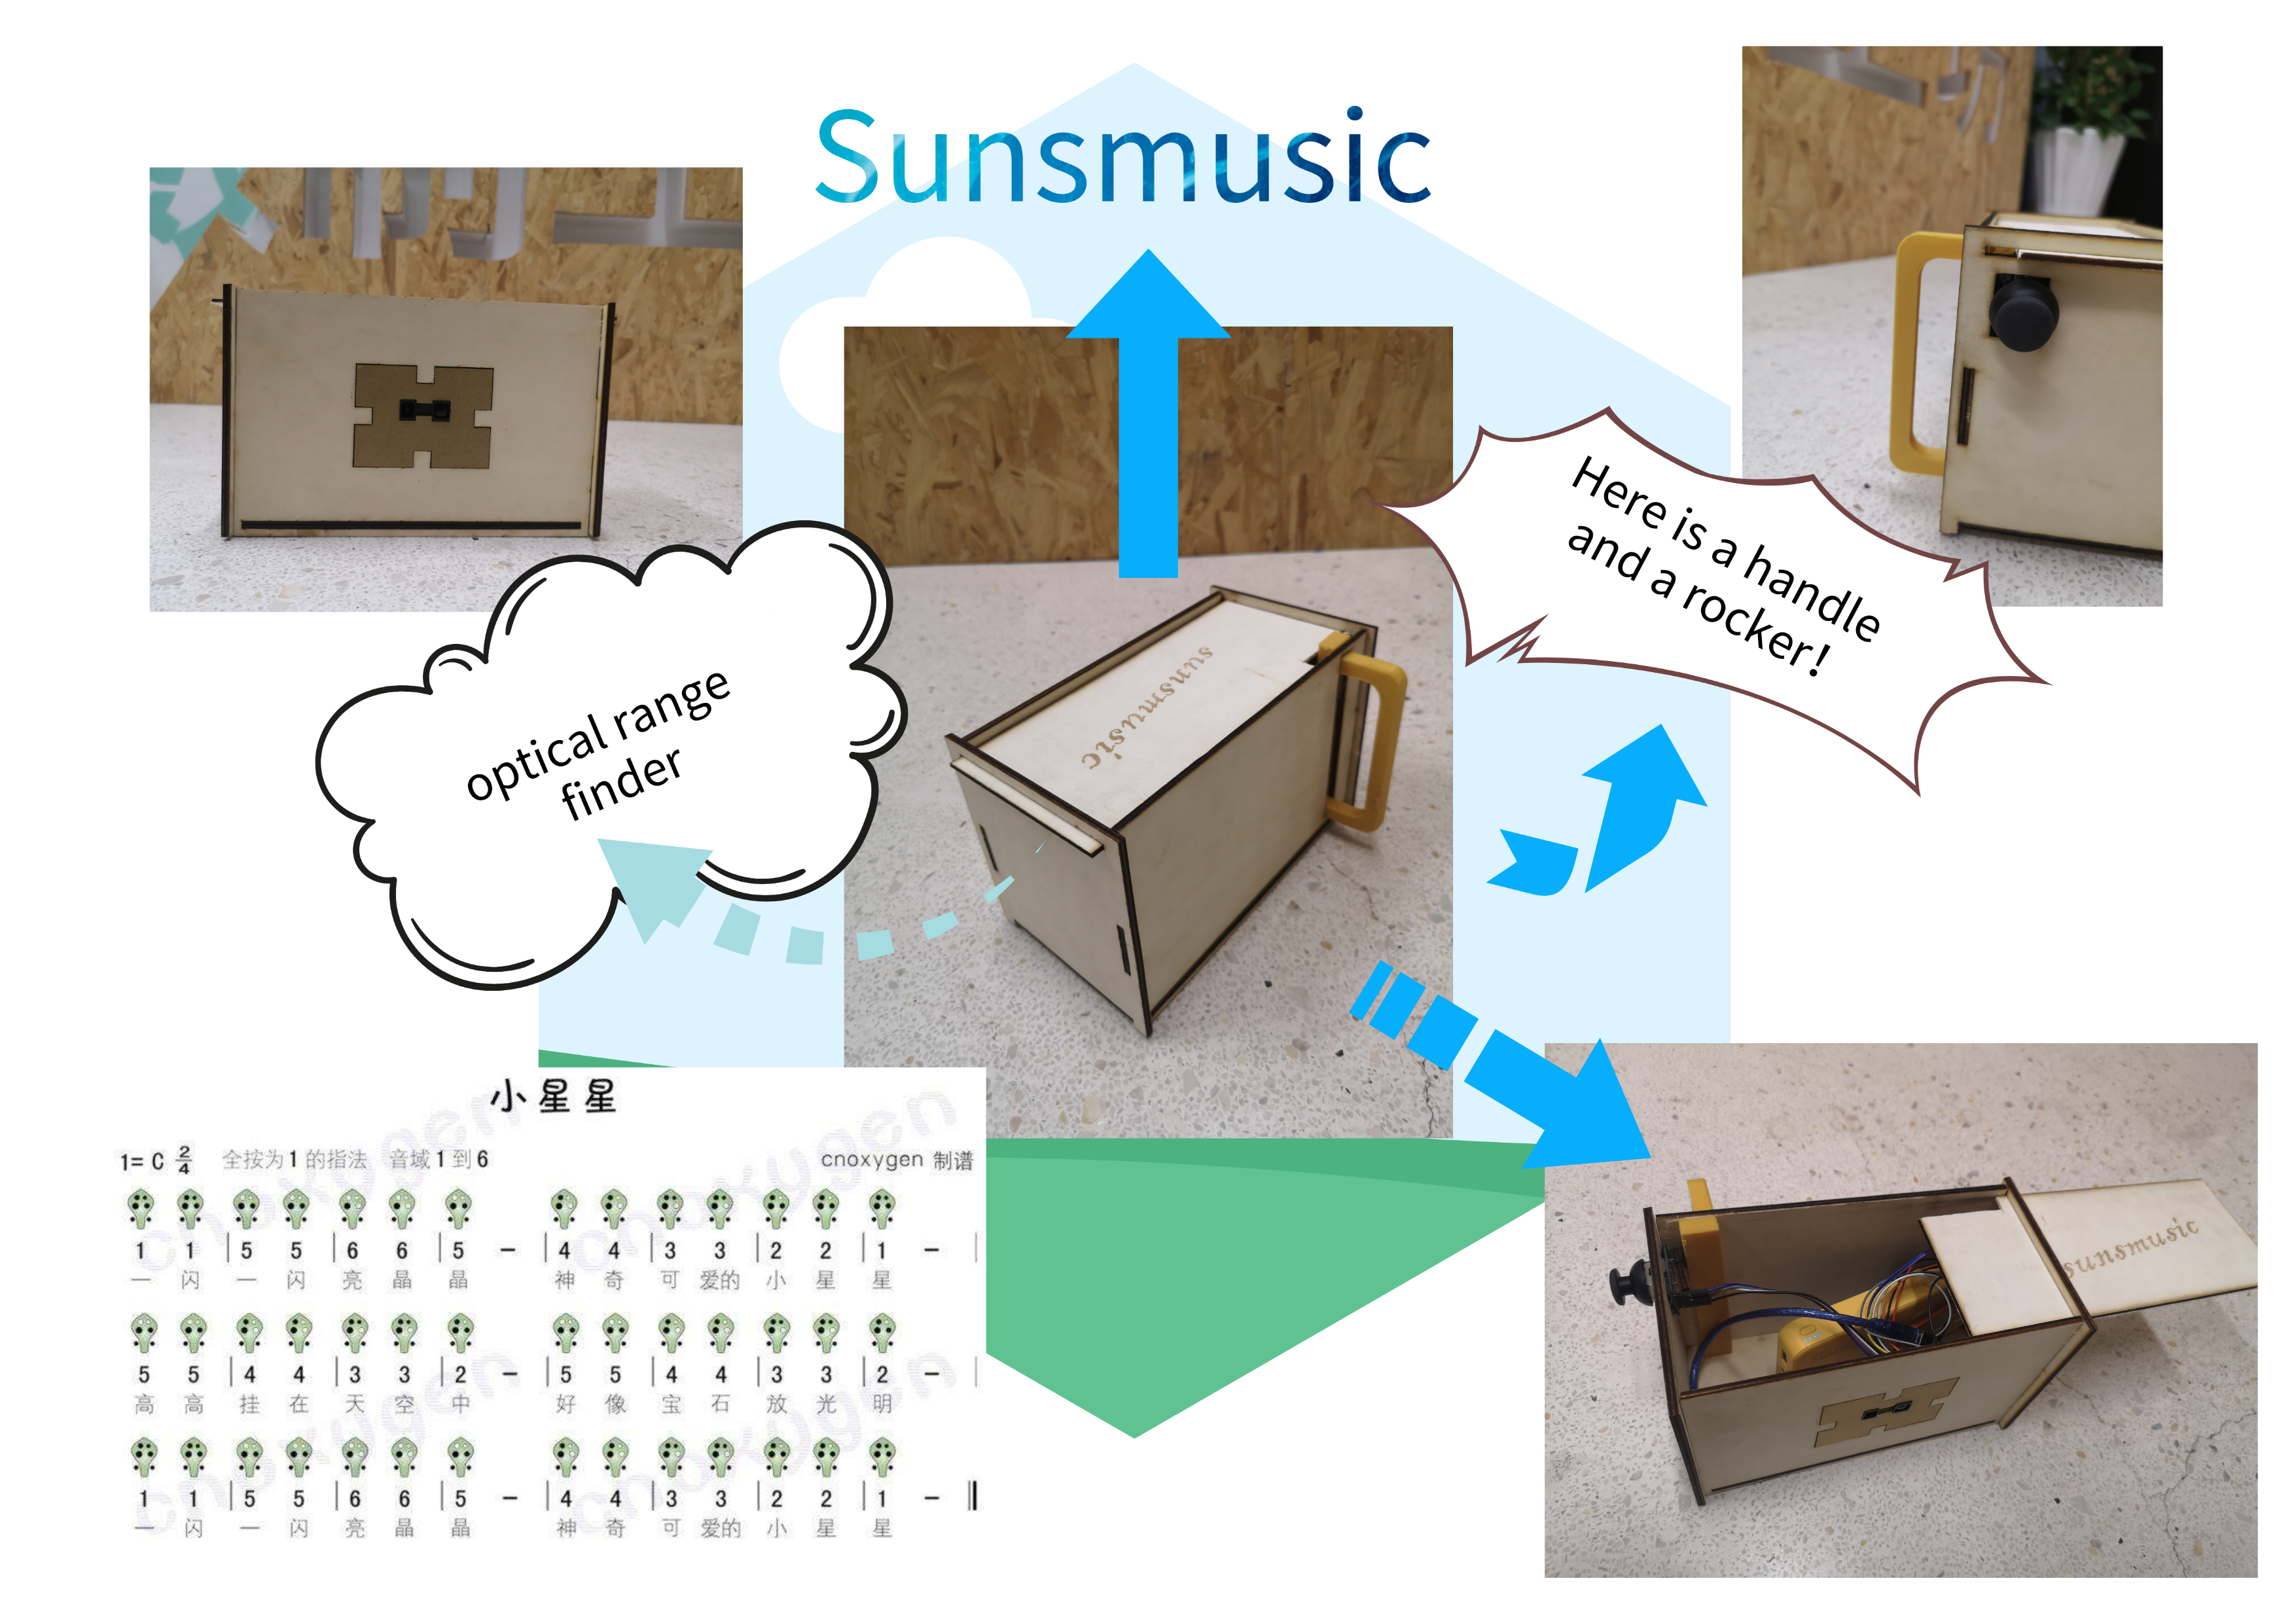 Sunsmusic
Here is a handle
and a rocker!
optical range
finder
sunsmusic
sunsmusic
小星星
1= C 2/4 全按为1的指法 音域1到6 cnoxygen 制谱
1 1 | 5 5 | 6 6 | 5 – | 4 4 | 3 3 | 2 2 | 1 – |
一 闪 一 闪 亮 晶 晶 神 奇 可 爱的 小 星 星
5 5 | 4 4 | 3 3 | 2 – | 5 5 | 4 4 | 3 3 | 2 – |
高 高 挂 在 天 空 中 好 像 宝 石 放 光 明
1 1 | 5 5 | 6 6 | 5 – | 4 4 | 3 3 | 2 2 | 1 – ‖
一 闪 一 闪 亮 晶 晶 神 奇 可 爱的 小 星 星
cnoxygen
cnoxygen
cnoxygen
cnoxygen